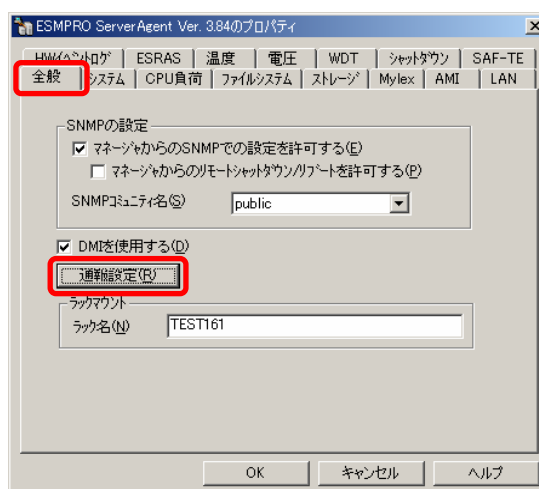 ESMPRO ServerAgent Ver. 3.84のプロパティ
HWイベントログ ESRAS 温度 電圧 WDT シャットダウン SAF-TE
全般 システム CPU負荷 ファイルシステム ストレージ Mylex AMI LAN
SNMPの設定
マネージャからのSNMPでの設定を許可する(E)
マネージャからのリモートシャットダウン/リブートを許可する(P)
SNMPコミュニティ名(S) public
DMIを使用する(D)
通報設定(R)
ラックマウント
ラック名(N) TEST161
OK キャンセル ヘルプ